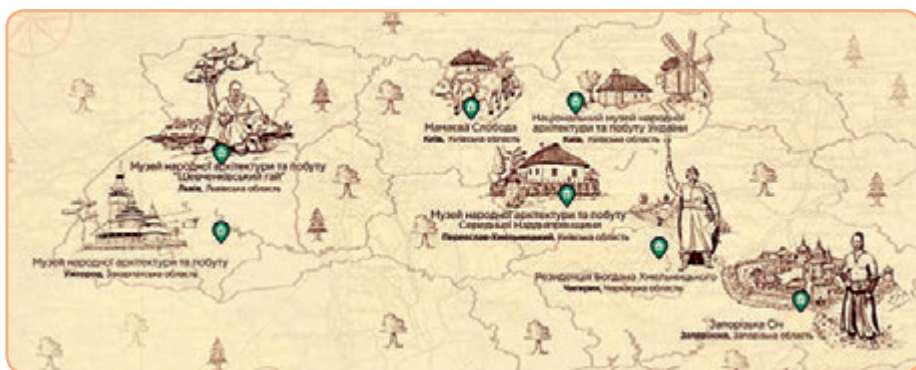 Музей народної архітектури та побуту
"Шевченківський гай"
Львів, Львівська область
Мамаєва Слобода
Київ, Київська область
Національний музей народної
архітектури та побуту України
Київ, Київська область
Музей народної архітектури та побуту
Середньої Наддніпрянщини
Переяслав-Хмельницький, Київська область
Музей народної архітектури та побуту
Ужгород, Закарпатська область
Резиденція Богдана Хмельницького
Чигирин, Черкаська область
Запорізька Січ
Запоріжжя, Запорізька область